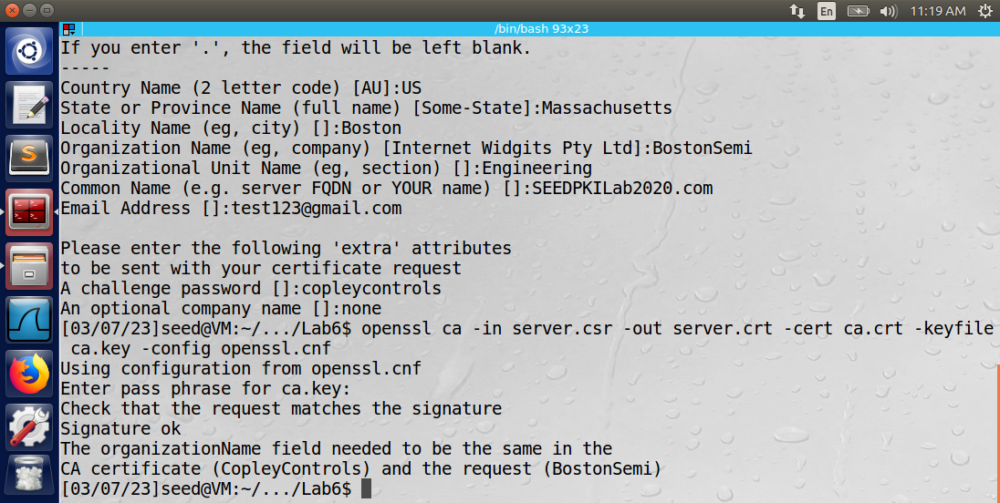 En
11:19 AM
/bin/bash 93x23
If you enter '.', the field will be left blank.
-----
Country Name (2 letter code) [AU]:US
State or Province Name (full name) [Some-State]:Massachusetts
Locality Name (eg, city) []:Boston
Organization Name (eg, company) [Internet Widgits Pty Ltd]:BostonSemi
Organizational Unit Name (eg, section) []:Engineering
Common Name (e.g. server FQDN or YOUR name) []:SEEDPKILab2020.com
Email Address []:test123@gmail.com
Please enter the following 'extra' attributes
to be sent with your certificate request
A challenge password []:copleycontrols
An optional company name []:none
[03/07/23]seed@VM:~/.../Lab6$ openssl ca -in server.csr -out server.crt -cert ca.crt -keyfile
ca.key -config openssl.cnf
Using configuration from openssl.cnf
Enter pass phrase for ca.key:
Check that the request matches the signature
Signature ok
The organizationName field needed to be the same in the
CA certificate (CopleyControls) and the request (BostonSemi)
[03/07/23]seed@VM:~/.../Lab6$